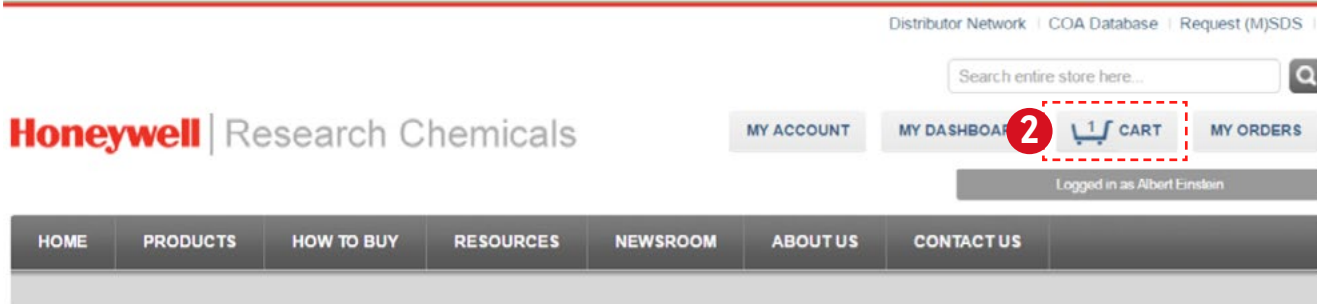 Distributor Network | COA Database | Request (M)SDS |
Search entire store here...
Honeywell | Research Chemicals
MY ACCOUNT MY DASHBOAR 2 1 CART MY ORDERS
Logged in as Albert Einstein
HOME PRODUCTS HOW TO BUY RESOURCES NEWSROOM ABOUT US CONTACT US